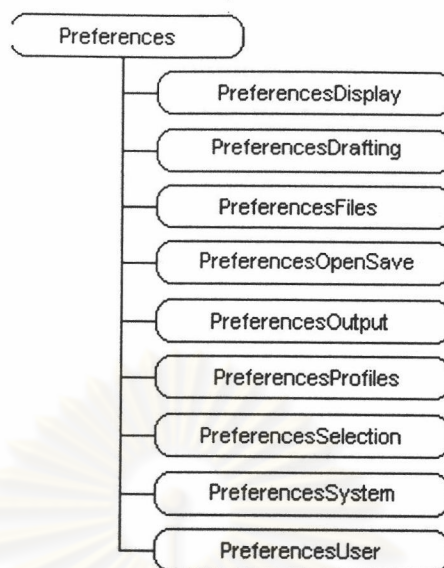 Preferences
PreferencesDisplay
PreferencesDrafting
PreferencesFiles
PreferencesOpenSave
PreferencesOutput
PreferencesProfiles
PreferencesSelection
PreferencesSystem
PreferencesUser